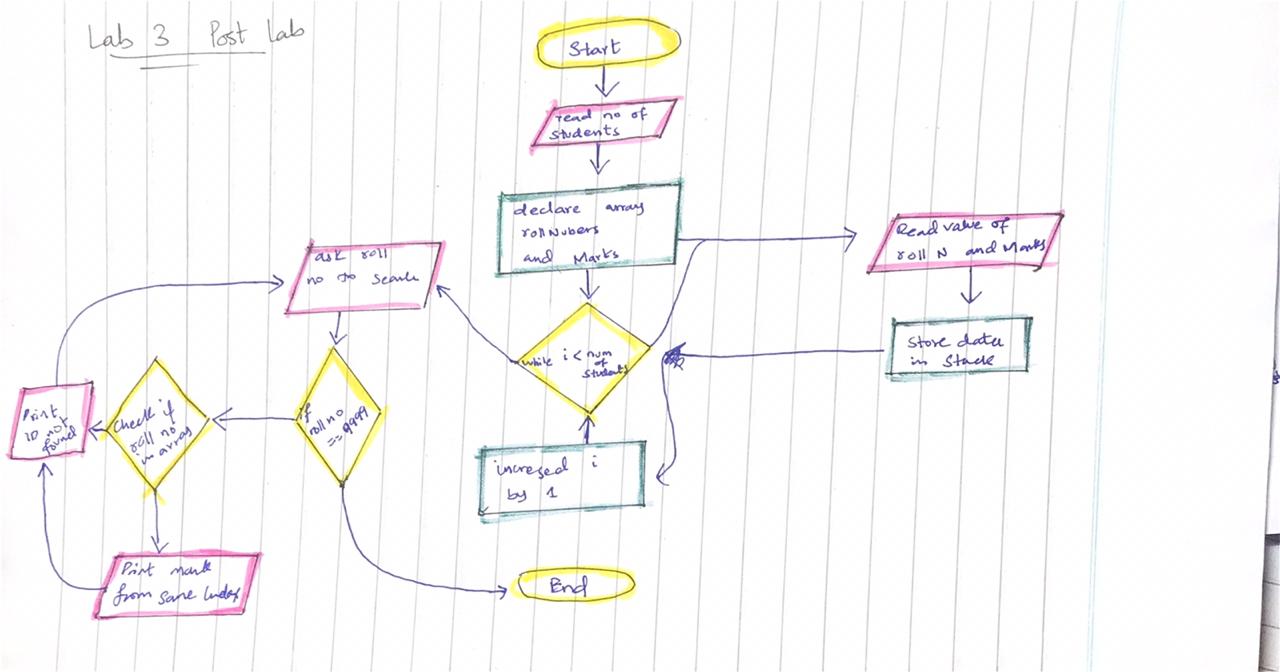 Lab 3 Post Lab
Start
read no of
students
declare array
rollNubers
and Marks
Read value of
roll N and Marks
store data
in Stack
while i < num
of
students
incresed i
by 1
ask roll
no to search
if
roll no
== 9999
check if
roll no
in array
Print
ID not
found
Print mark
from same Index
End